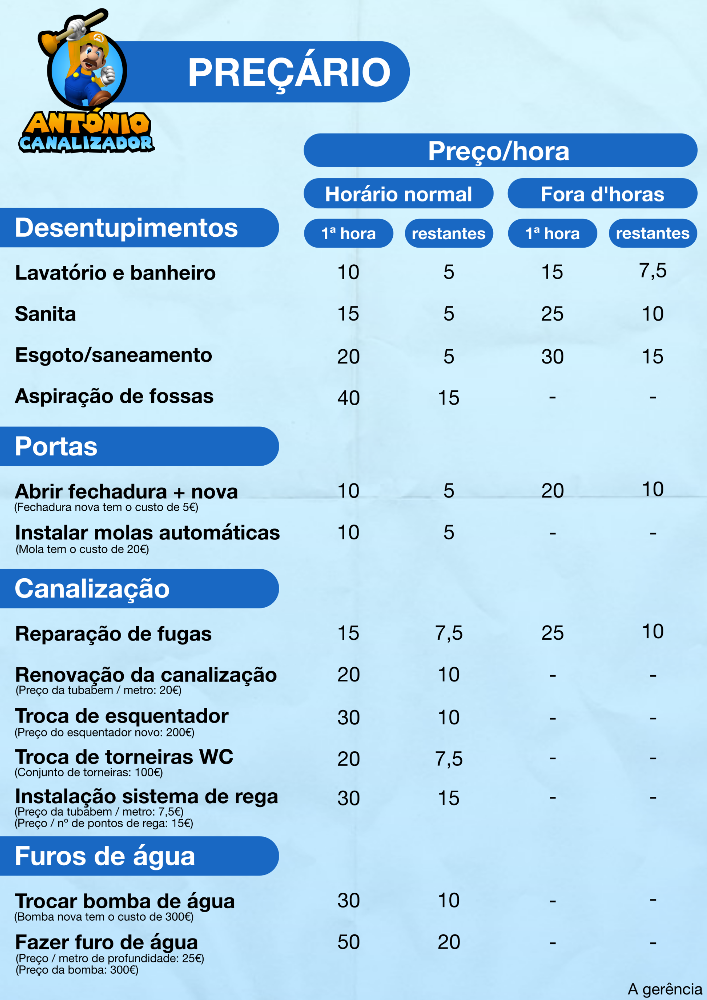 A
PREÇÁRIO
ANTÓNIO
CANALIZADOR
Preço/hora
Horário normal Fora d'horas
Desentupimentos 1ª hora restantes 1ª hora restantes
Lavatório e banheiro 10 5 15 7,5
Sanita 15 5 25 10
Esgoto/saneamento 20 5 30 15
Aspiração de fossas 40 15 - -
Portas
Abrir fechadura + nova 10 5 20 10
(Fechadura nova tem o custo de 5€)
Instalar molas automáticas 10 5 - -
(Mola tem o custo de 20€)
Canalização
Reparação de fugas 15 7,5 25 10
Renovação da canalização 20 10 - -
(Preço da tubabem / metro: 20€)
Troca de esquentador 30 10 - -
(Preço do esquentador novo: 200€)
Troca de torneiras WC 20 7,5 - -
(Conjunto de torneiras: 100€)
Instalação sistema de rega 30 15 - -
(Preço da tubabem / metro: 7,5€)
(Preço / nº de pontos de rega: 15€)
Furos de água
Trocar bomba de água 30 10 - -
(Bomba nova tem o custo de 300€)
Fazer furo de água 50 20 - -
(Preço / metro de profundidade: 25€)
(Preço da bomba: 300€)
A gerência